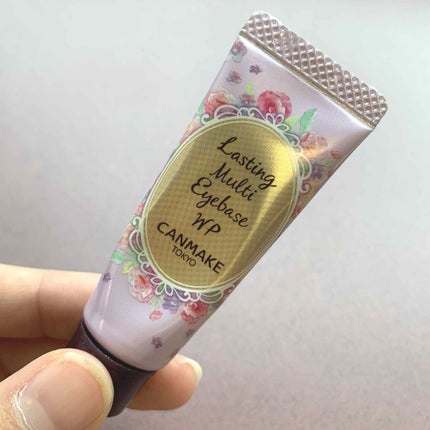 Lasting
Multi
Eyebase
WP
CANMAKE
TOKYO